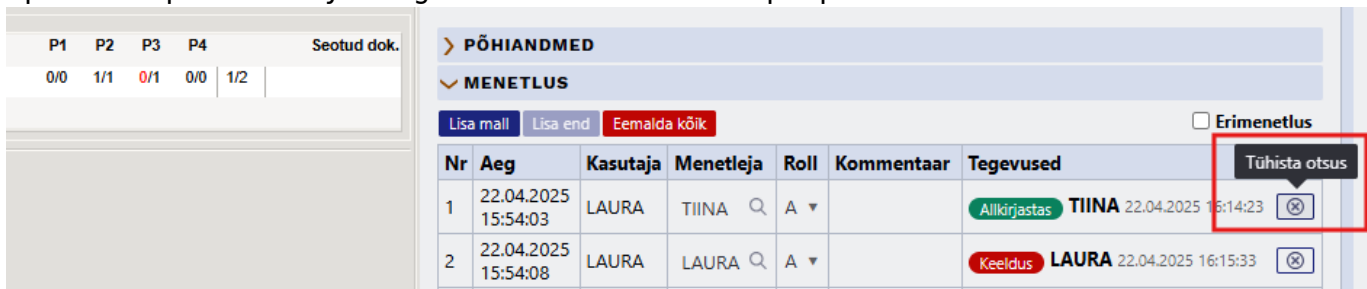 P1 P2 P3 P4 Seotud dok.
0/0 1/1 0/1 0/0 1/2
PÕHIANDMED
MENETLUS
Lisa mall Lisa end Eemalda kõik Erimenetlus
Nr Aeg Kasutaja Menetleja Roll Kommentaar Tegevused Tühista otsus
1 22.04.2025 15:54:03 LAURA TIINA A Allkirjastas TIINA 22.04.2025 16:14:23
2 22.04.2025 15:54:08 LAURA LAURA A Keeldus LAURA 22.04.2025 16:15:33